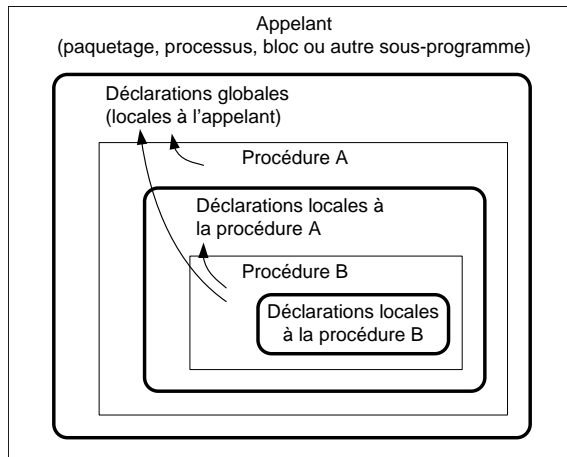 Appelant
(paquetage, processus, bloc ou autre sous-programme)
Déclarations globales
(locales à l'appelant)
Procédure A
Déclarations locales à
la procédure A
Procédure B
Déclarations locales
à la procédure B